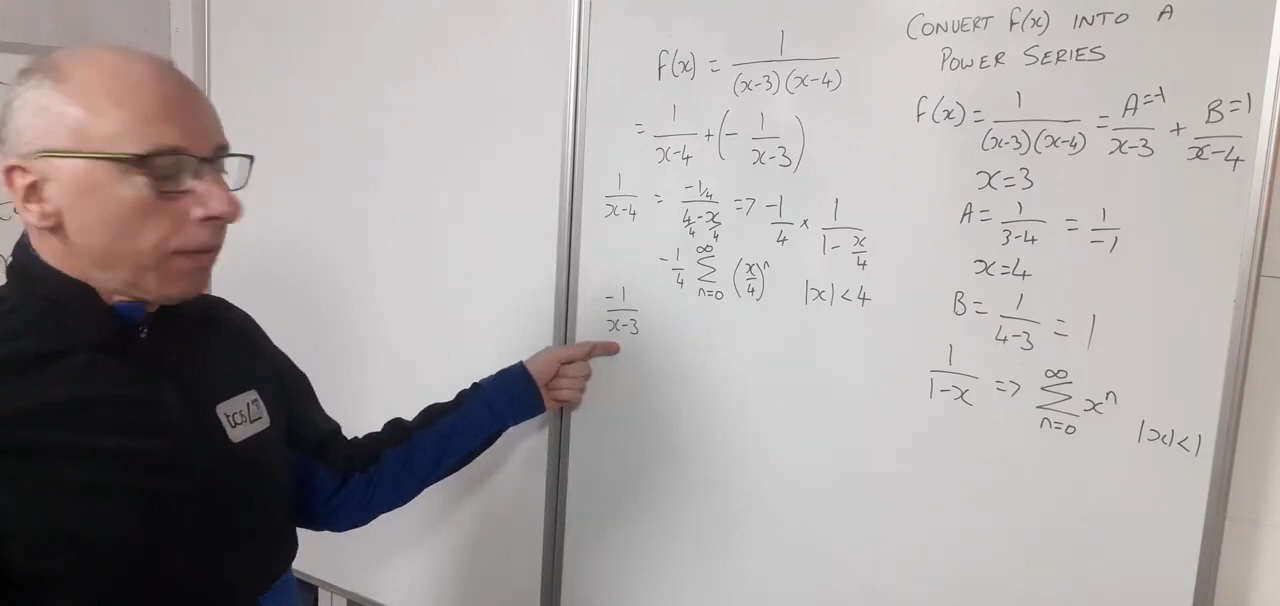 CONVERT f(x) INTO A
POWER SERIES
f(x) = 1/((x-3)(x-4))
= 1/(x-4) + (- 1/(x-3))
1/(x-4) = (-1/4)/(4/4 - x/4) => -1/4 × 1/(1 - x/4)
-1/4 ∑_{n=0}^{∞} (x/4)^n |x| < 4
-1/(x-3)
f(x) = 1/((x-3)(x-4)) = A=-1/(x-3) + B=1/(x-4)
x=3
A = 1/(3-4) = 1/-1
x=4
B = 1/(4-3) = 1
1/(1-x) => ∑_{n=0}^{∞} x^n |x| < 1